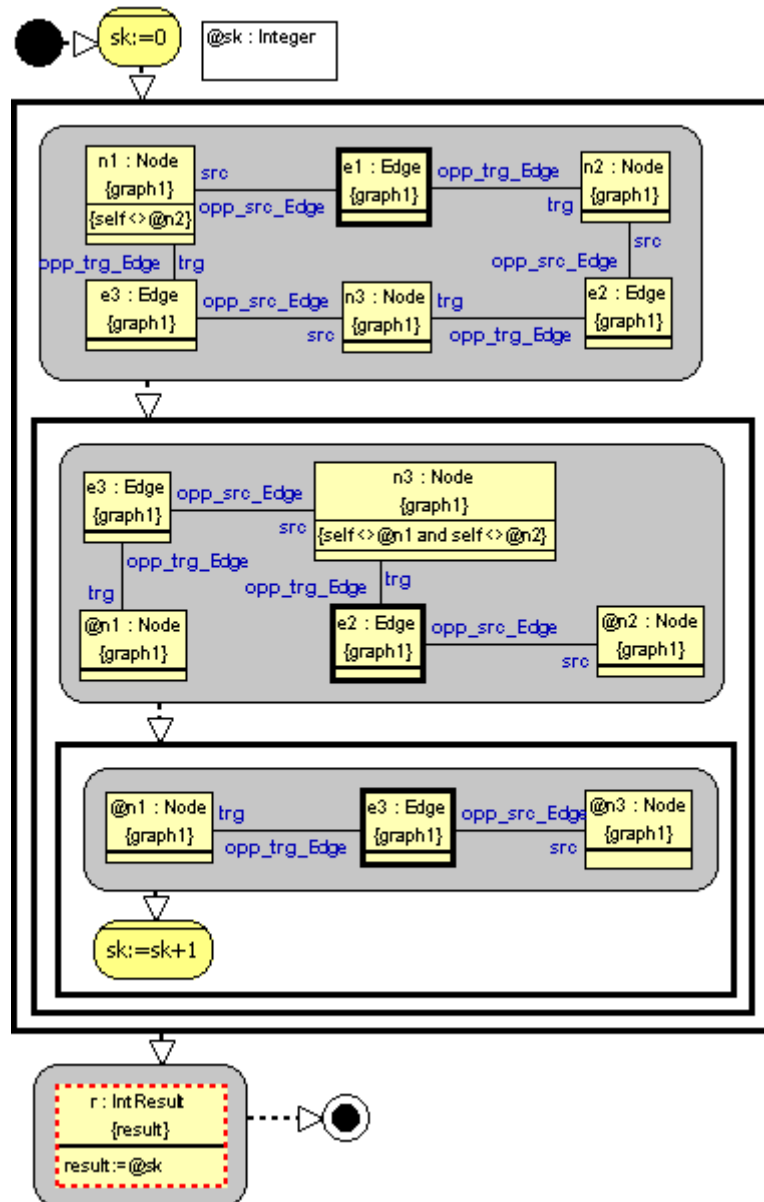 sk:=0
@sk : Integer
n1 : Node
{graph1}
{self<>@n2}
src
opp_src_Edge
e1 : Edge
{graph1}
opp_trg_Edge
trg
n2 : Node
{graph1}
src
opp_src_Edge
opp_trg_Edge
trg
e3 : Edge
{graph1}
opp_src_Edge
src
n3 : Node
{graph1}
trg
opp_trg_Edge
e2 : Edge
{graph1}
e3 : Edge
{graph1}
opp_src_Edge
src
n3 : Node
{graph1}
{self<>@n1 and self<>@n2}
opp_trg_Edge
trg
opp_trg_Edge
trg
@n1 : Node
{graph1}
e2 : Edge
{graph1}
opp_src_Edge
src
@n2 : Node
{graph1}
@n1 : Node
{graph1}
trg
opp_trg_Edge
e3 : Edge
{graph1}
opp_src_Edge
src
@n3 : Node
{graph1}
sk:=sk+1
r : IntResult
{result}
result:=@sk